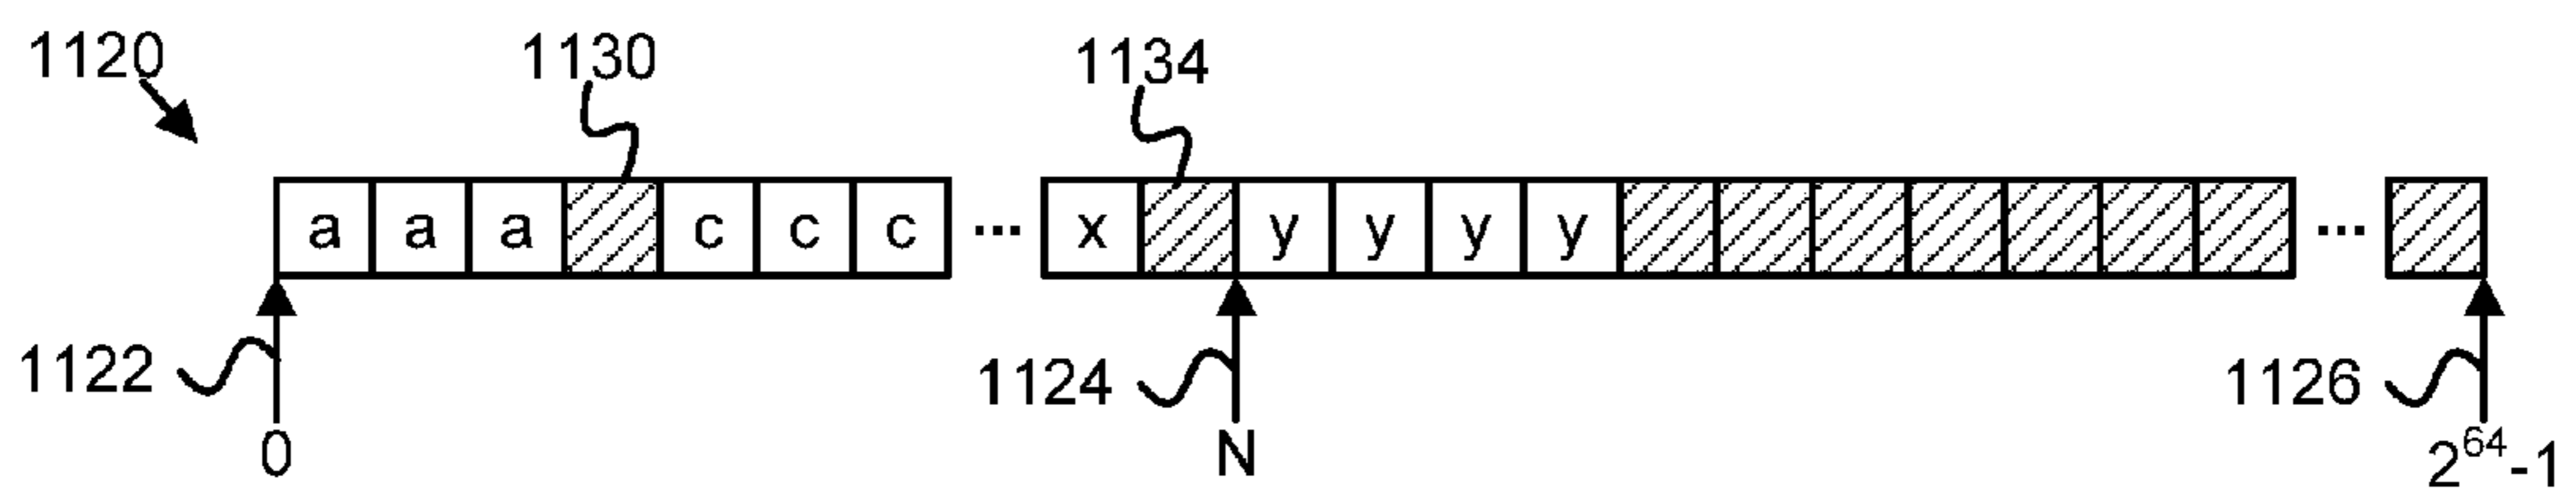 1120 1130 1134
a a a c c c ... x y y y y ...
1122 1124 1126
0 N 2⁶⁴-1